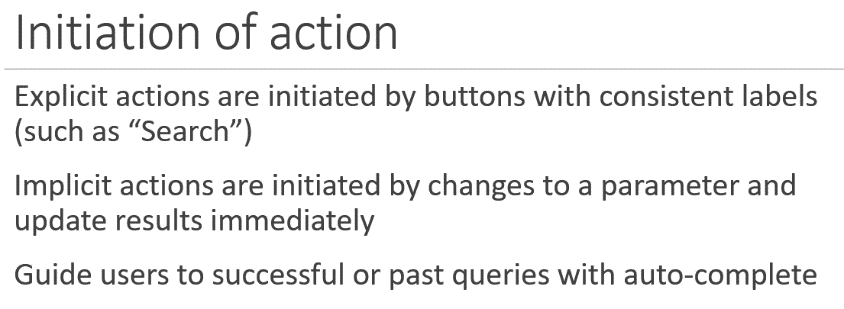 Initiation of action
Explicit actions are initiated by buttons with consistent labels
(such as “Search”)
Implicit actions are initiated by changes to a parameter and
update results immediately
Guide users to successful or past queries with auto-complete